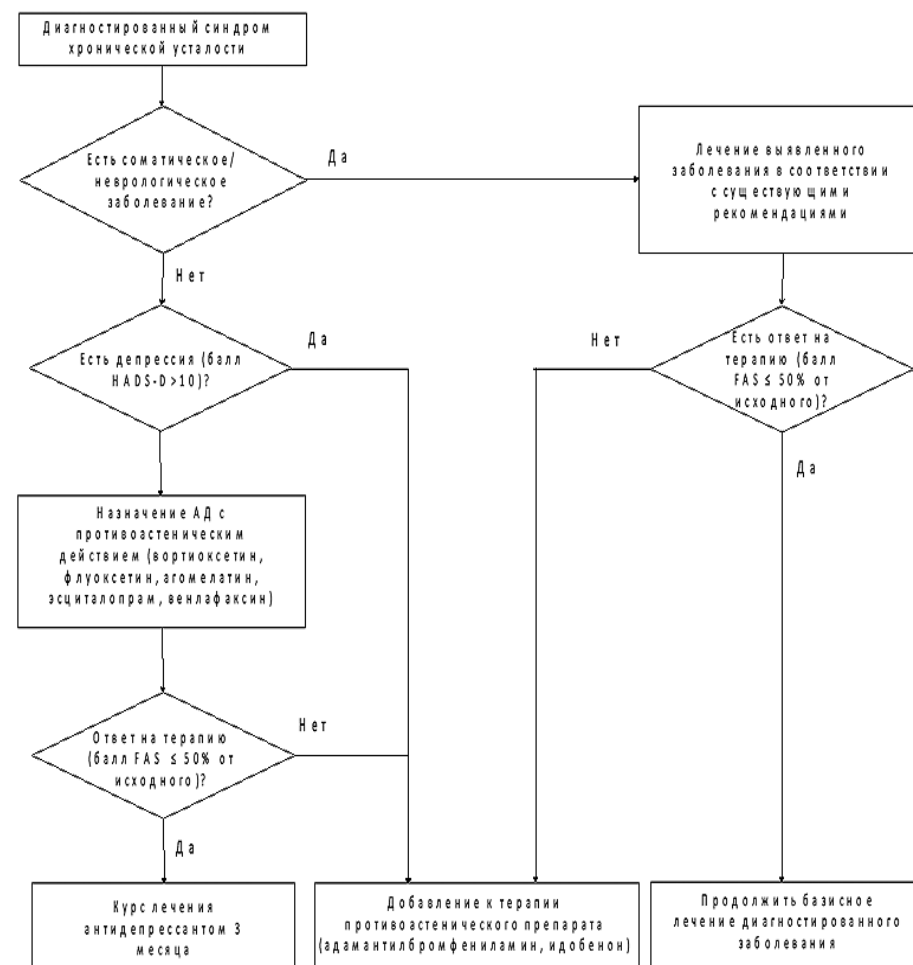 Диагностированный синдром
хронической усталости
Есть соматическое/
неврологическое
заболевание?
Да
Лечение выявленного
заболевания в соответствии
с существующими
рекомендациями
Нет
Есть депрессия (балл
HADS-D>10)?
Да
Нет
Есть ответ на
терапию (балл
FAS ≤ 50% от
исходного)?
Да
Назначение АД с
противоастеническим
действием (вортиоксетин,
флуоксетин, агомелатин,
эсциталопрам, венлафаксин)
Ответ на терапию
(балл FAS ≤ 50% от
исходного)?
Нет
Да
Курс лечения
антидепрессантом 3
месяца
Добавление к терапии
противоастенического препарата
(адамантилбромфениламин, идобенон)
Продолжить базисное
лечение диагностированного
заболевания